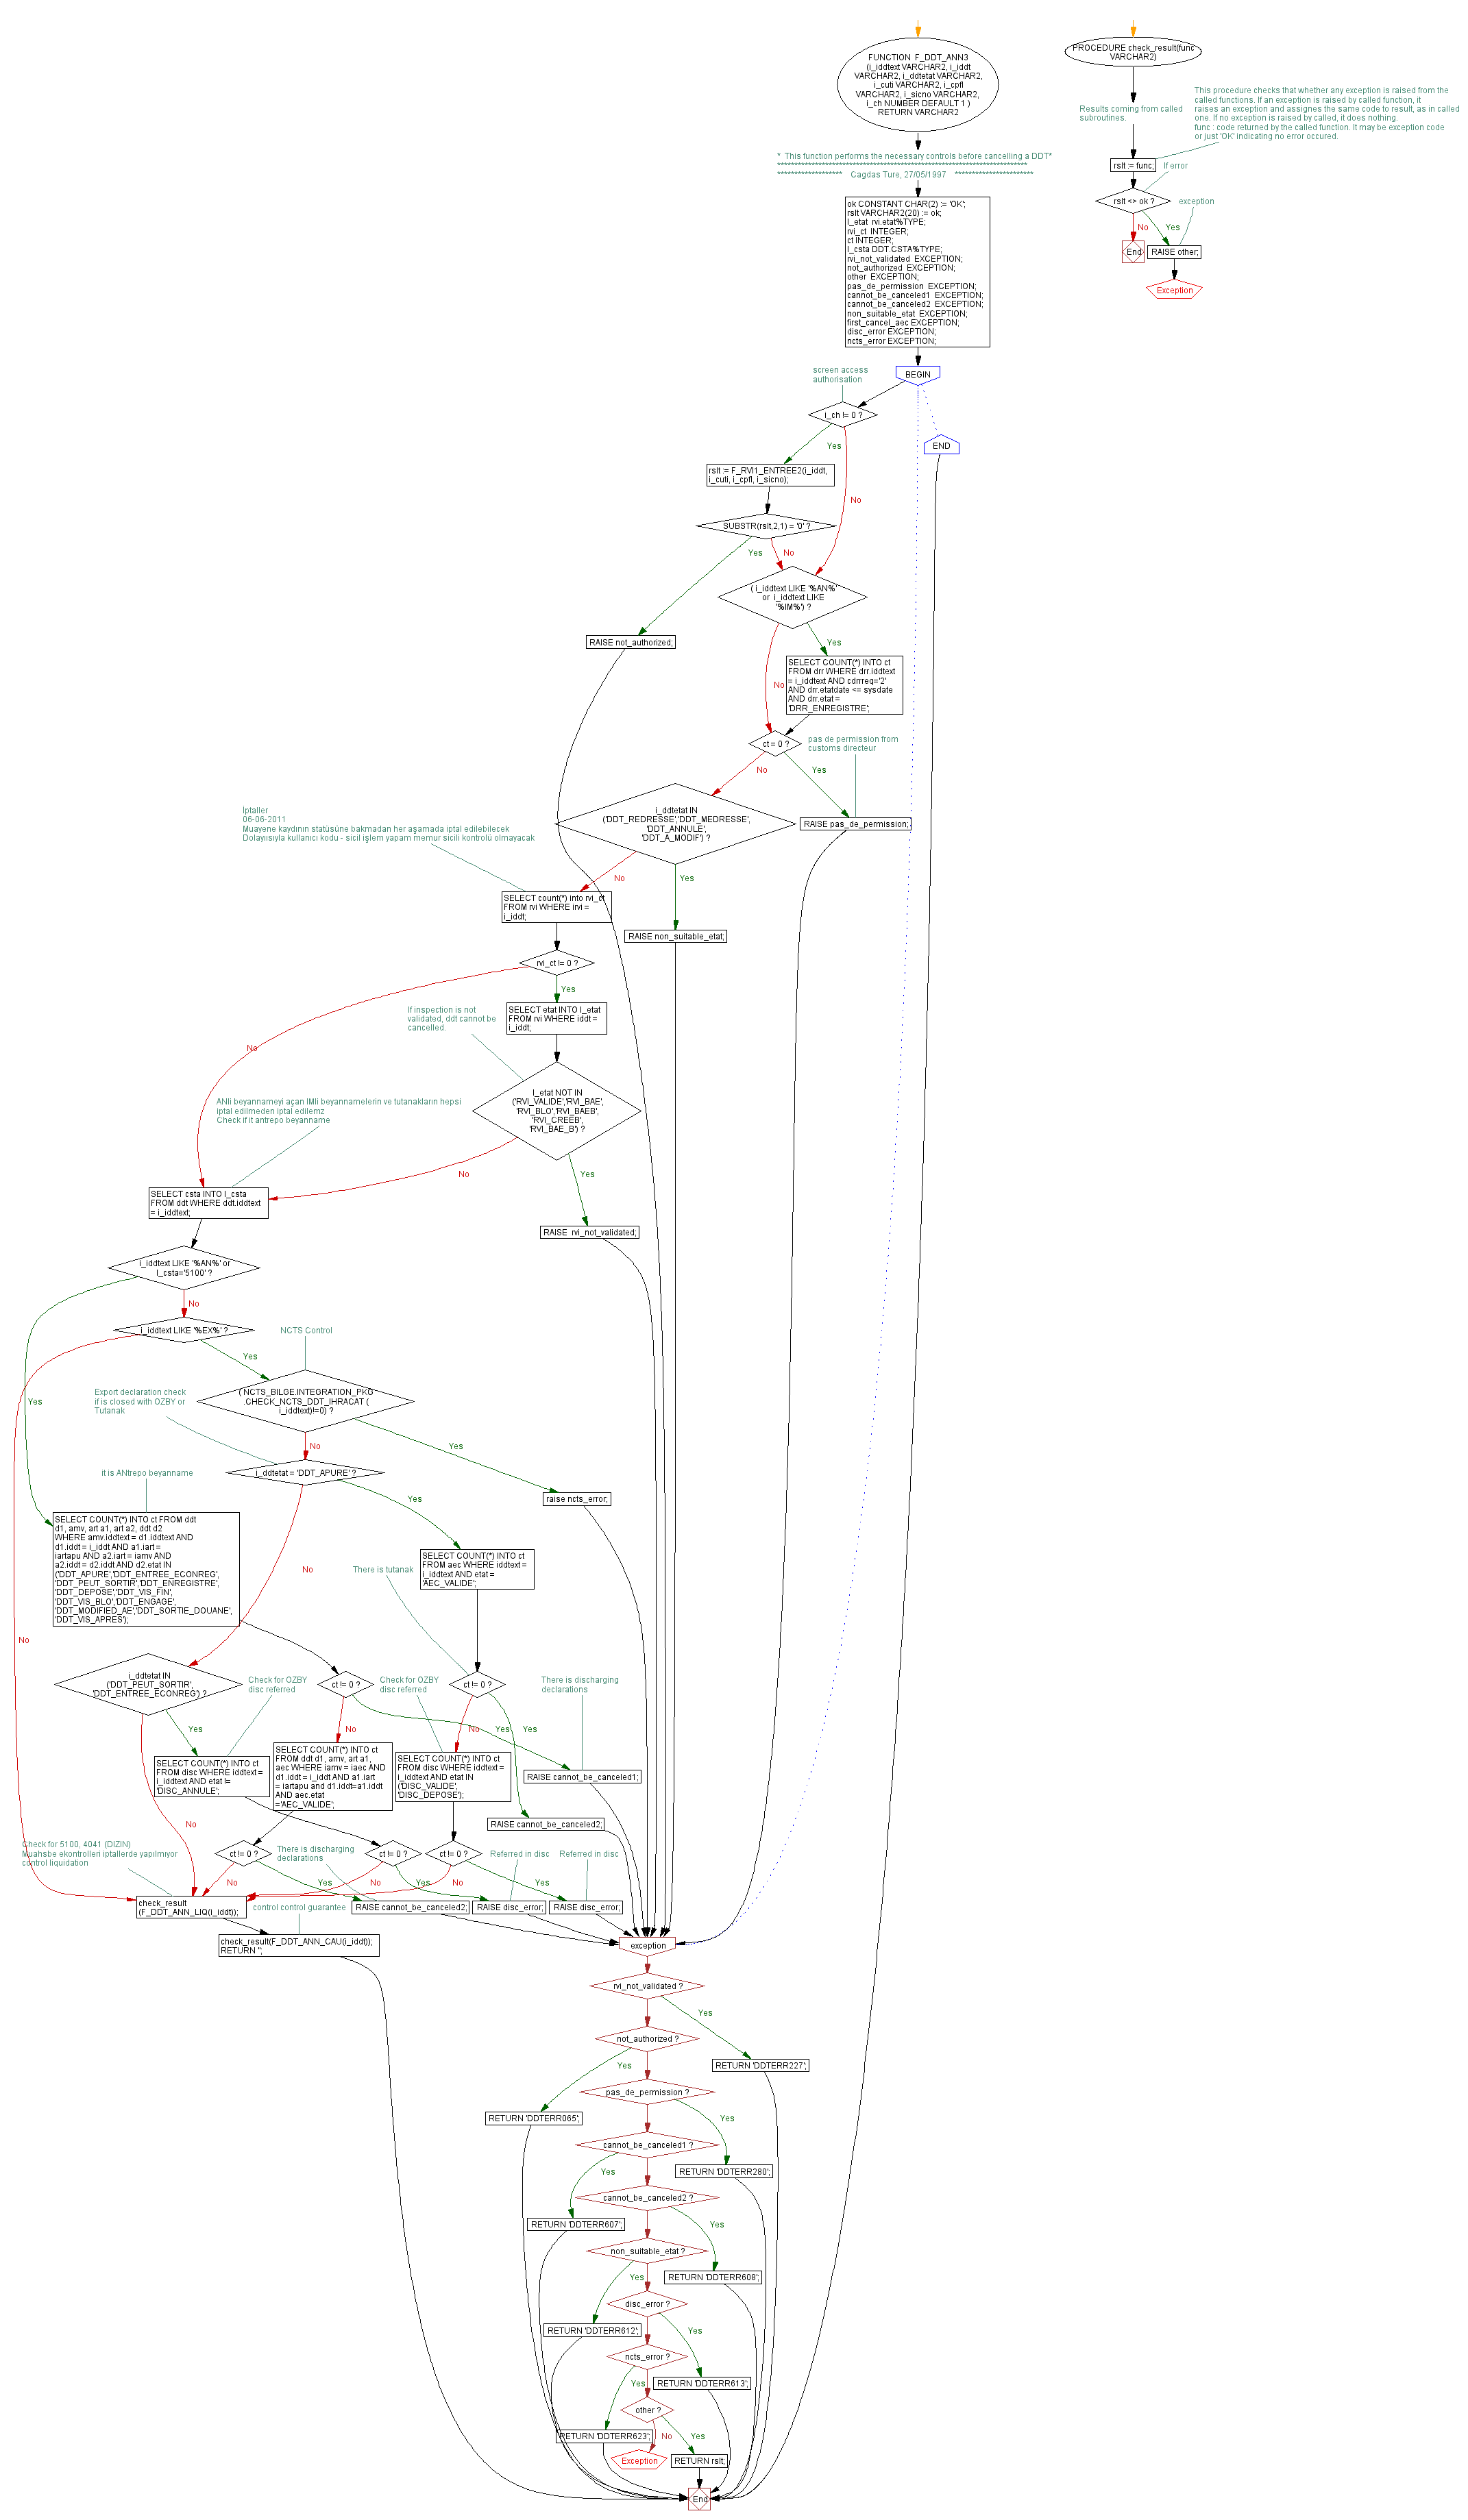 FUNCTION F_DDT_ANN3
(i_iddtext VARCHAR2, i_iddt
VARCHAR2, i_ddtetat VARCHAR2,
i_cuti VARCHAR2, i_cpfl
VARCHAR2, i_sicno VARCHAR2,
i_ch NUMBER DEFAULT 1 )
RETURN VARCHAR2
PROCEDURE check_result(func
VARCHAR2)
Results coming from called
subroutines.
This procedure checks that whether any exception is raised from the
called functions. If an exception is raised by called function, it
raises an exception and assignes the same code to result, as in called
one. If no exception is raised by called, it does nothing.
func : code returned by the called function. It may be exception code
or just 'OK' indicating no error occured.
rslt := func;
If error
rslt <> ok ?
exception
No
Yes
End
RAISE other;
Exception
* This function performs the necessary controls before cancelling a DDT*
******************* Cagdas Ture, 27/05/1997 ***********************
ok CONSTANT CHAR(2) := 'OK';
rslt VARCHAR2(20) := ok;
l_etat rvi.etat%TYPE;
rvi_ct INTEGER;
ct INTEGER;
l_csta DDT.CSTA%TYPE;
rvi_not_validated EXCEPTION;
not_authorized EXCEPTION;
other EXCEPTION;
pas_de_permission EXCEPTION;
cannot_be_canceled1 EXCEPTION;
cannot_be_canceled2 EXCEPTION;
non_suitable_etat EXCEPTION;
first_cancel_aec EXCEPTION;
disc_error EXCEPTION;
ncts_error EXCEPTION;
BEGIN
screen access
authorisation
i_ch != 0 ?
END
Yes
No
rslt := F_RVI1_ENTREE2(i_iddt,
i_cuti, i_cpfl, i_sicno);
SUBSTR(rslt,2,1) = '0' ?
Yes
No
( i_iddtext LIKE '%AN%'
or i_iddtext LIKE
'%IM%') ?
RAISE not_authorized;
Yes
No
SELECT COUNT(*) INTO ct
FROM drr WHERE drr.iddtext
= i_iddtext AND cdrrreq='2'
AND drr.etatdate <= sysdate
AND drr.etat =
'DRR_ENREGISTRE';
ct = 0 ?
pas de permission from
customs directeur
No
Yes
i_ddtetat IN
('DDT_REDRESSE','DDT_MEDRESSE',
'DDT_ANNULE',
'DDT_A_MODIF') ?
RAISE pas_de_permission;
İptaller
06-06-2011
Muayene kaydının statüsüne bakmadan her aşamada iptal edilebilecek
Dolayıısıyla kullanıcı kodu - sicil işlem yapam memur sicili kontrolü olmayacak
No
Yes
SELECT count(*) into rvi_ct
FROM rvi WHERE irvi =
i_iddt;
RAISE non_suitable_etat;
rvi_ct != 0 ?
Yes
No
If inspection is not
validated, ddt cannot be
cancelled.
SELECT etat INTO l_etat
FROM rvi WHERE iddt =
i_iddt;
l_etat NOT IN
('RVI_VALIDE','RVI_BAE',
'RVI_BLO','RVI_BAEB',
'RVI_CREEB',
'RVI_BAE_B') ?
ANli beyannameyi açan IMli beyannamelerin ve tutanakların hepsi
iptal edilmeden iptal edilemz
Check if it antrepo beyanname
No
Yes
SELECT csta INTO l_csta
FROM ddt WHERE ddt.iddtext
= i_iddtext;
RAISE rvi_not_validated;
i_iddtext LIKE '%AN%' or
l_csta='5100' ?
No
Yes
i_iddtext LIKE '%EX%' ?
NCTS Control
Yes
No
( NCTS_BILGE.INTEGRATION_PKG
.CHECK_NCTS_DDT_IHRACAT (
i_iddtext)!=0) ?
Export declaration check
if is closed with OZBY or
Tutanak
No
Yes
it is ANtrepo beyanname
i_ddtetat = 'DDT_APURE' ?
raise ncts_error;
Yes
No
SELECT COUNT(*) INTO ct FROM ddt
d1, amv, art a1, art a2, ddt d2
WHERE amv.iddtext = d1.iddtext AND
d1.iddt = i_iddt AND a1.iart =
iartapu AND a2.iart = iamv AND
a2.iddt = d2.iddt AND d2.etat IN
('DDT_APURE','DDT_ENTREE_ECONREG',
'DDT_PEUT_SORTIR','DDT_ENREGISTRE',
'DDT_DEPOSE','DDT_VIS_FIN',
'DDT_VIS_BLO','DDT_ENGAGE',
'DDT_MODIFIED_AE','DDT_SORTIE_DOUANE',
'DDT_VIS_APRES');
There is tutanak
SELECT COUNT(*) INTO ct
FROM aec WHERE iddtext =
i_iddtext AND etat =
'AEC_VALIDE';
i_ddtetat IN
('DDT_PEUT_SORTIR',
'DDT_ENTREE_ECONREG') ?
Check for OZBY
disc referred
ct != 0 ?
Check for OZBY
disc referred
ct != 0 ?
There is discharging
declarations
Yes
No
No
Yes
No
Yes
SELECT COUNT(*) INTO ct
FROM disc WHERE iddtext =
i_iddtext AND etat !=
'DISC_ANNULE';
SELECT COUNT(*) INTO ct
FROM ddt d1, amv, art a1,
aec WHERE iamv = iaec AND
d1.iddt = i_iddt AND a1.iart
= iartapu and d1.iddt=a1.iddt
AND aec.etat
='AEC_VALIDE';
SELECT COUNT(*) INTO ct
FROM disc WHERE iddtext =
i_iddtext AND etat IN
('DISC_VALIDE',
'DISC_DEPOSE');
RAISE cannot_be_canceled1;
RAISE cannot_be_canceled2;
Check for 5100, 4041 (DIZIN)
Muahsbe ekontrolleri iptallerde yapılmıyor
control liquidation
ct != 0 ?
There is discharging
declarations
ct != 0 ?
ct != 0 ?
Referred in disc
Referred in disc
No
Yes
No
Yes
No
Yes
check_result
(F_DDT_ANN_LIQ(i_iddt));
control control guarantee
RAISE cannot_be_canceled2;
RAISE disc_error;
RAISE disc_error;
check_result(F_DDT_ANN_CAU(i_iddt));
RETURN '';
exception
rvi_not_validated ?
Yes
not_authorized ?
RETURN 'DDTERR227';
Yes
pas_de_permission ?
RETURN 'DDTERR065';
Yes
cannot_be_canceled1 ?
RETURN 'DDTERR280';
Yes
cannot_be_canceled2 ?
RETURN 'DDTERR607';
Yes
non_suitable_etat ?
RETURN 'DDTERR608';
Yes
disc_error ?
RETURN 'DDTERR612';
Yes
ncts_error ?
RETURN 'DDTERR613';
Yes
other ?
RETURN 'DDTERR623';
No
Yes
Exception
RETURN rslt;
End